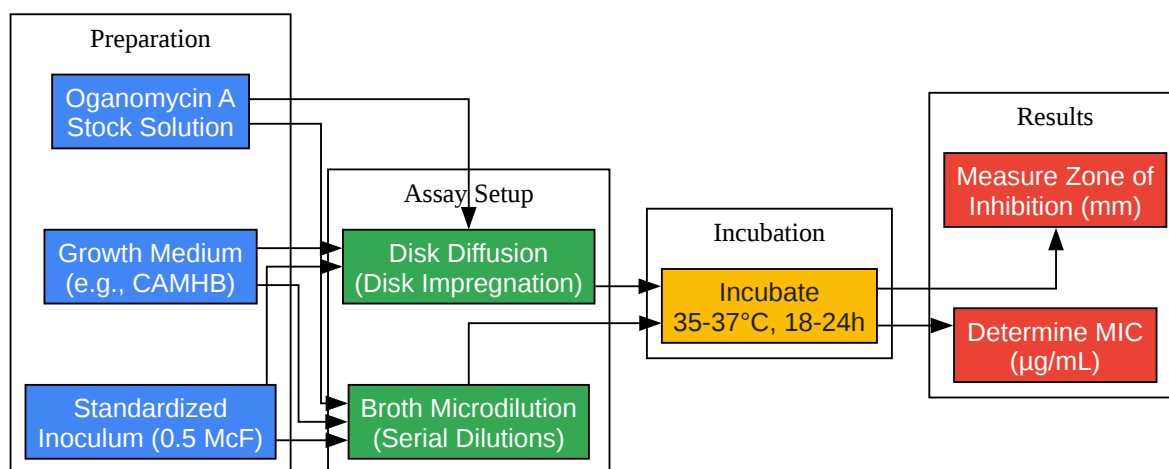 Preparation
Oganomycin A
Stock Solution
Growth Medium
(e.g., CAMHB)
Standardized
Inoculum (0.5 McF)
Assay Setup
Disk Diffusion
(Disk Impregnation)
Broth Microdilution
(Serial Dilutions)
Incubation
Incubate
35-37°C, 18-24h
Results
Measure Zone of
Inhibition (mm)
Determine MIC
(µg/mL)